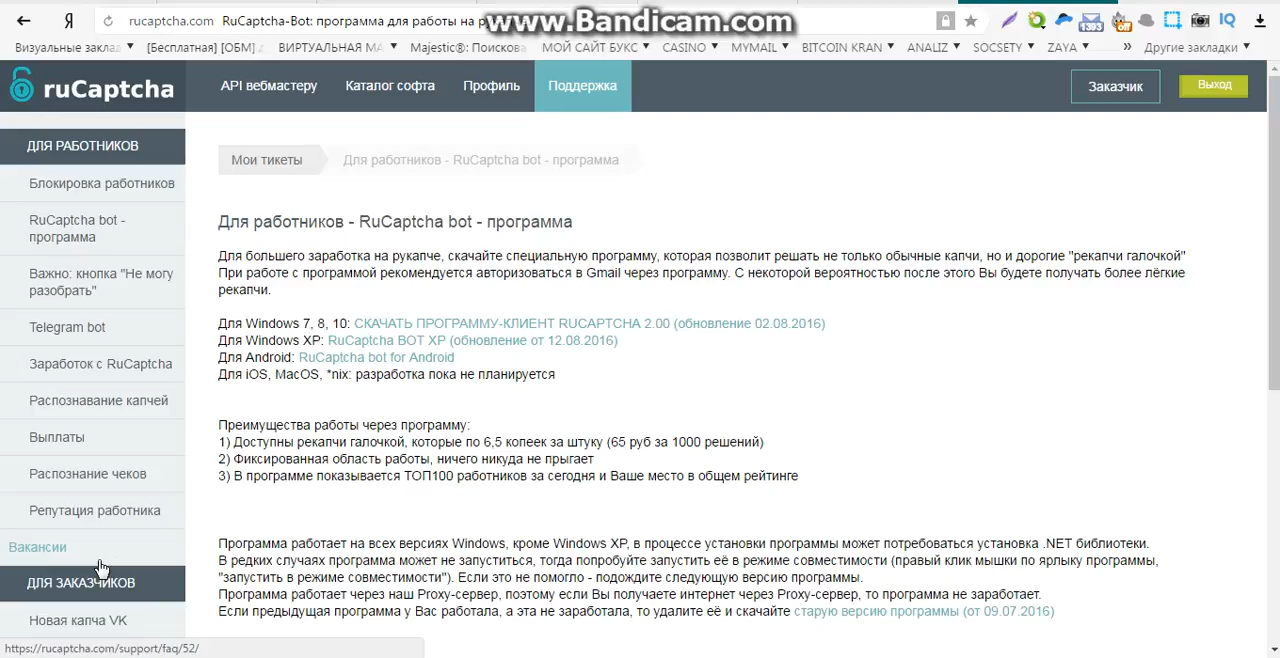 rucaptcha.com RuCaptcha-Bot: программа для работы на р
www.Bandicam.com
Визуальные заклад [Бесплатная] [ОБМ] ВИРТУАЛЬНАЯ МА Majestic®: Поискова МОЙ САЙТ БУКС CASINO MYMAIL BITCOIN KRAN ANALIZ SOCSETY ZAYA » Другие закладки
ruCaptcha API вебмастеру Каталог софта Профиль Поддержка Заказчик Выход
ДЛЯ РАБОТНИКОВ
Блокировка работников
RuCaptcha bot -
программа
Важно: кнопка "Не могу
разобрать"
Telegram bot
Заработок с RuCaptcha
Распознавание капчей
Выплаты
Распознание чеков
Репутация работника
Вакансии
ДЛЯ ЗАКАЗЧИКОВ
Новая капча VK
https://rucaptcha.com/support/faq/52/
Мои тикеты Для работников - RuCaptcha bot - программа
Для работников - RuCaptcha bot - программа
Для большего заработка на рукапче, скачайте специальную программу, которая позволит решать не только обычные капчи, но и дорогие "рекапчи галочкой"
При работе с программой рекомендуется авторизоваться в Gmail через программу. С некоторой вероятностью после этого Вы будете получать более лёгкие
рекапчи.
Для Windows 7, 8, 10: СКАЧАТЬ ПРОГРАММУ-КЛИЕНТ RUCAPTCHA 2.00 (обновление 02.08.2016)
Для Windows XP: RuCaptcha BOT XP (обновление от 12.08.2016)
Для Android: RuCaptcha bot for Android
Для iOS, MacOS, *nix: разработка пока не планируется
Преимущества работы через программу:
1) Доступны рекапчи галочкой, которые по 6,5 копеек за штуку (65 руб за 1000 решений)
2) Фиксированная область работы, ничего никуда не прыгает
3) В программе показывается ТОП100 работников за сегодня и Ваше место в общем рейтинге
Программа работает на всех версиях Windows, кроме Windows XP, в процессе установки программы может потребоваться установка .NET библиотеки.
В редких случаях программа может не запуститься, тогда попробуйте запустить её в режиме совместимости (правый клик мышки по ярлыку программы,
"запустить в режиме совместимости"). Если это не помогло - подождите следующую версию программы.
Программа работает через наш Proxy-сервер, поэтому если Вы получаете интернет через Proxy-сервер, то программа не заработает.
Если предыдущая программа у Вас работала, а эта не заработала, то удалите её и скачайте старую версию программы (от 09.07.2016)